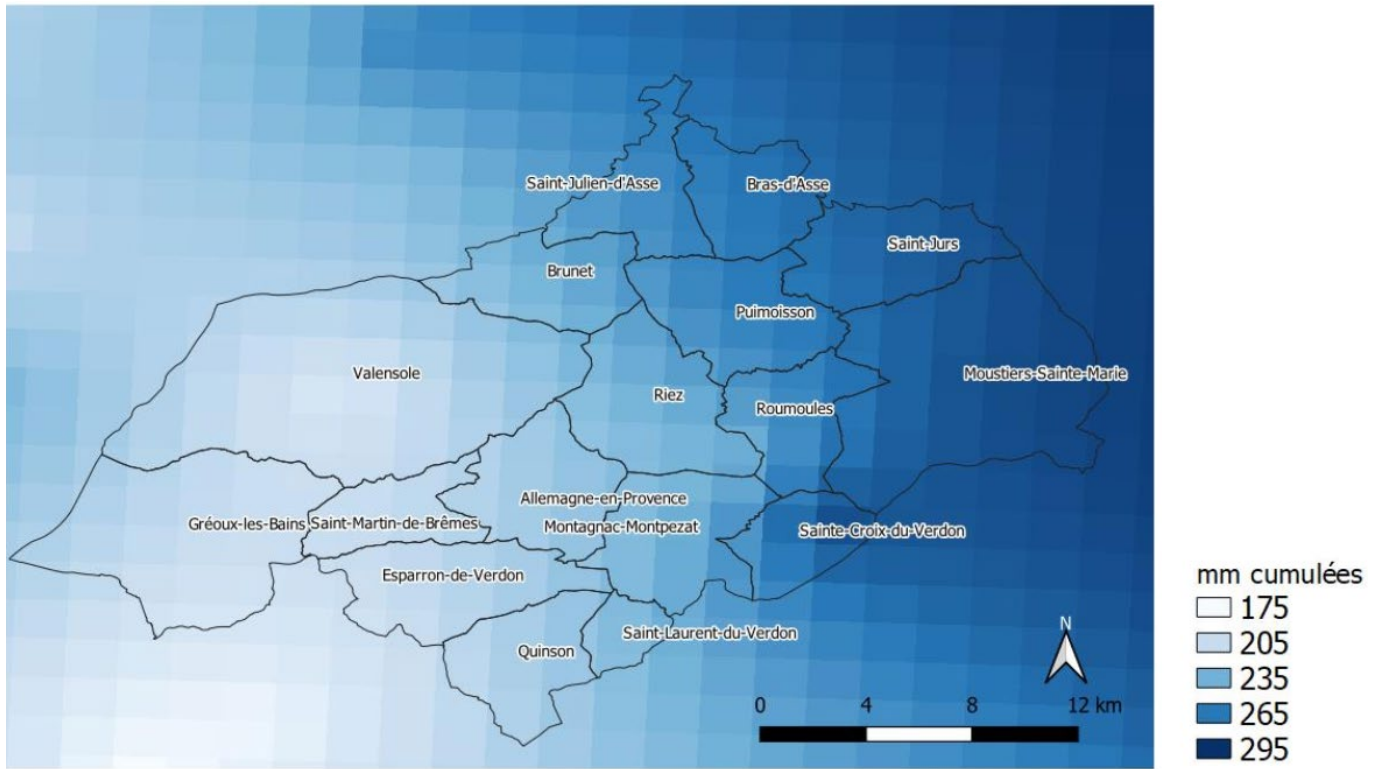 Saint-Julien-d'Asse
Bras-d'Asse
Saint-Jurs
Brunet
Puimoisson
Valensole
Moustiers-Sainte-Marie
Riez
Roumoules
Allemagne-en-Provence
Gréoux-les-Bains
Saint-Martin-de-Brêmes
Montagnac-Montpezat
Sainte-Croix-du-Verdon
Esparron-de-Verdon
Saint-Laurent-du-Verdon
Quinson
N
0 4 8 12 km
mm cumulées
175
205
235
265
295